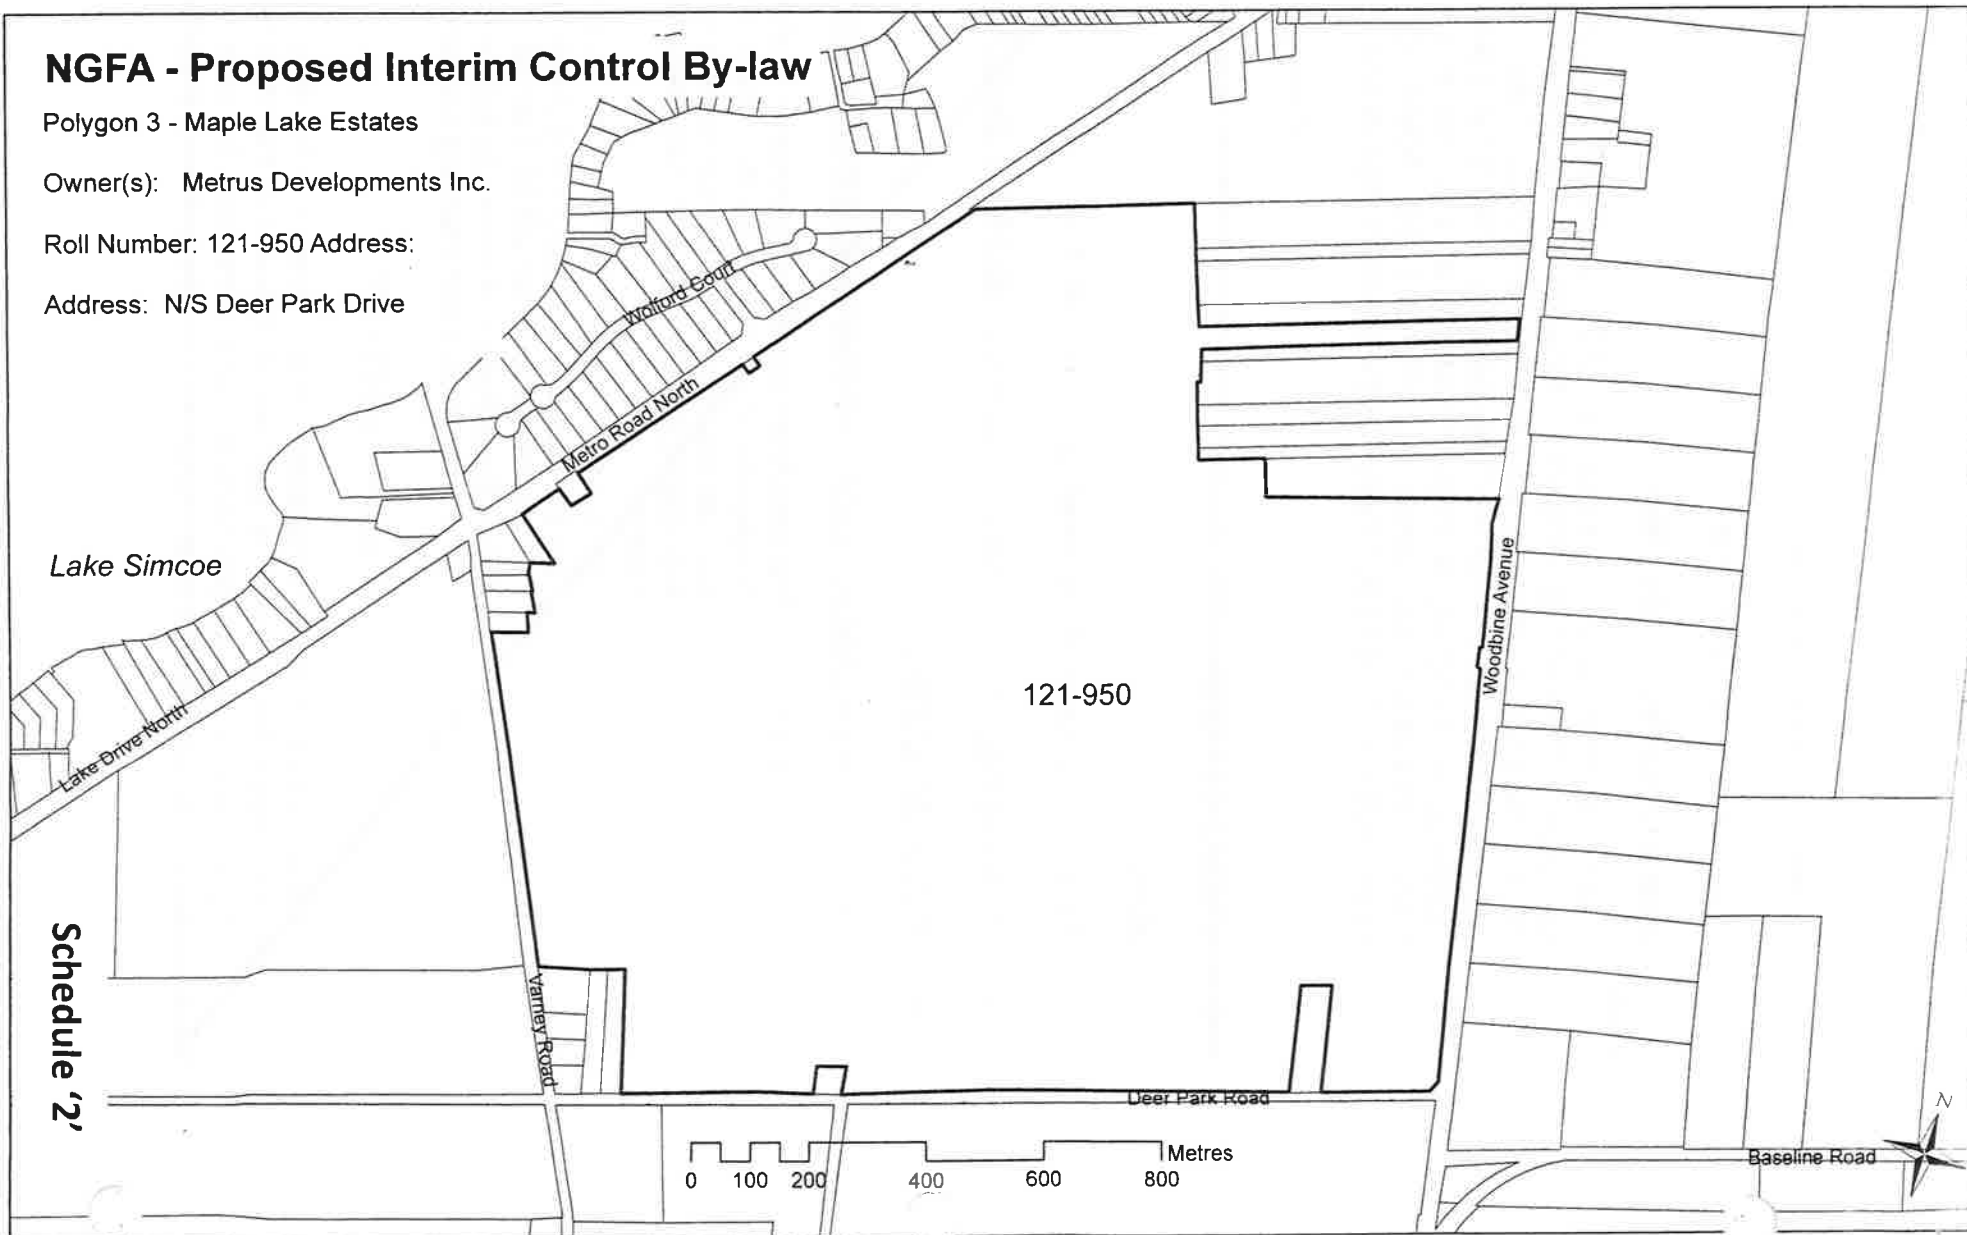 NGFA - Proposed Interim Control By-law
Polygon 3 - Maple Lake Estates
Owner(s): Metrus Developments Inc.
Roll Number: 121-950 Address:
Address: N/S Deer Park Drive
Wolford Court
Metro Road North
Lake Simcoe
Woodbine Avenue
121-950
Lake Drive North
Schedule '2'
Varney Road
Deer Park Road
N
Metres
Baseline Road
0 100 200 400 600 800